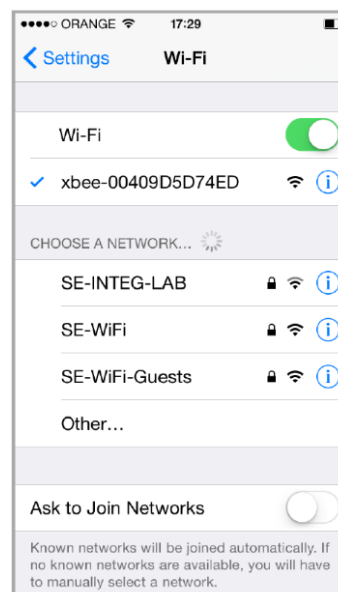 ORANGE 17:29
Settings Wi-Fi
Wi-Fi
xbee-00409D5D74ED
CHOOSE A NETWORK...
SE-INTEG-LAB
SE-WiFi
SE-WiFi-Guests
Other...
Ask to Join Networks
Known networks will be joined automatically. If
no known networks are available, you will have
to manually select a network.